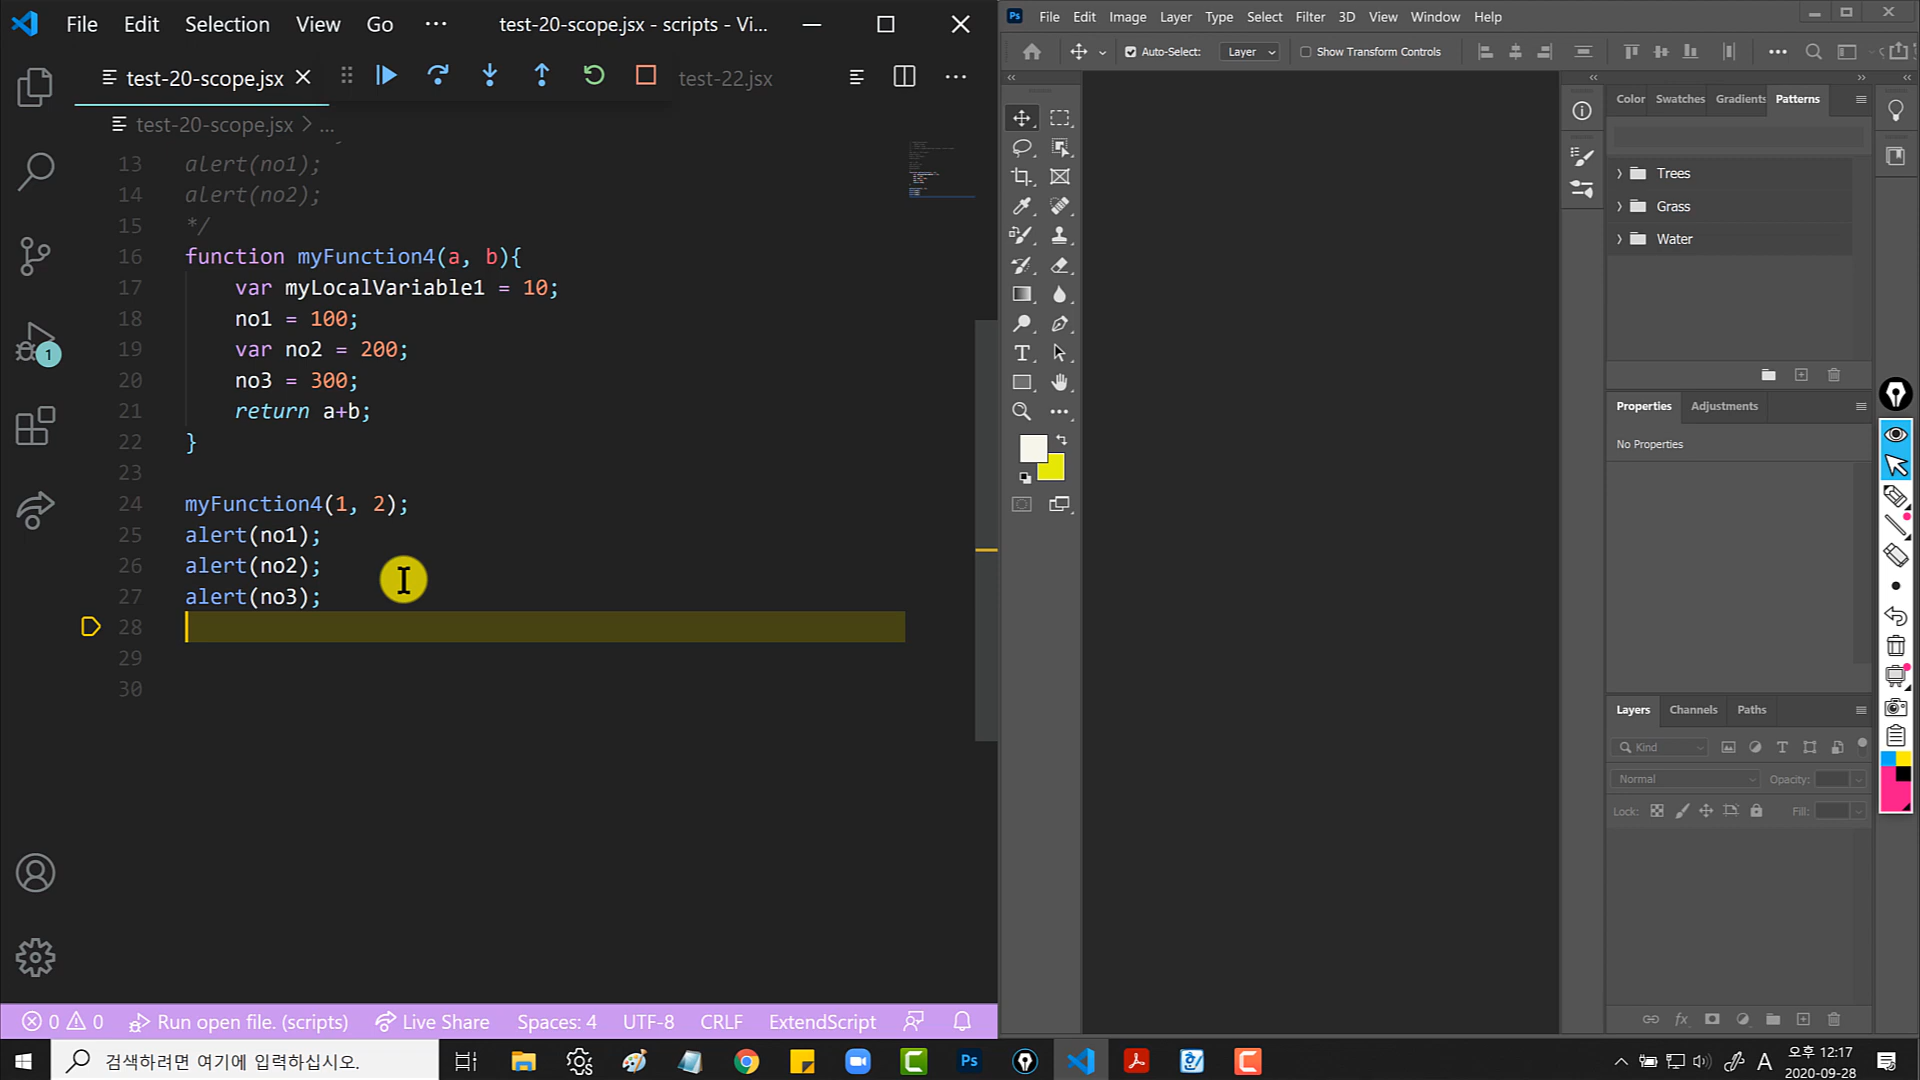 File Edit Selection View Go ··· test-20-scope.jsx - scripts - Vi...
test-20-scope.jsx test-22.jsx
test-20-scope.jsx > ...
13 alert(no1);
14 alert(no2);
15 */
16 function myFunction4(a, b){
17 var myLocalVariable1 = 10;
18 no1 = 100;
19 var no2 = 200;
20 no3 = 300;
21 return a+b;
22 }
23
24 myFunction4(1, 2);
25 alert(no1);
26 alert(no2);
27 alert(no3);
28
29
30
1
0 0 Run open file. (scripts) Live Share Spaces: 4 UTF-8 CRLF ExtendScript
Ps File Edit Image Layer Type Select Filter 3D View Window Help
Auto-Select: Layer Show Transform Controls
Color Swatches Gradients Patterns
Trees
Grass
Water
Properties Adjustments
No Properties
Layers Channels Paths
Kind
Normal Opacity:
Lock: Fill:
fx
검색하려면 여기에 입력하십시오.
Ps
A
오후 12:17
2020-09-28